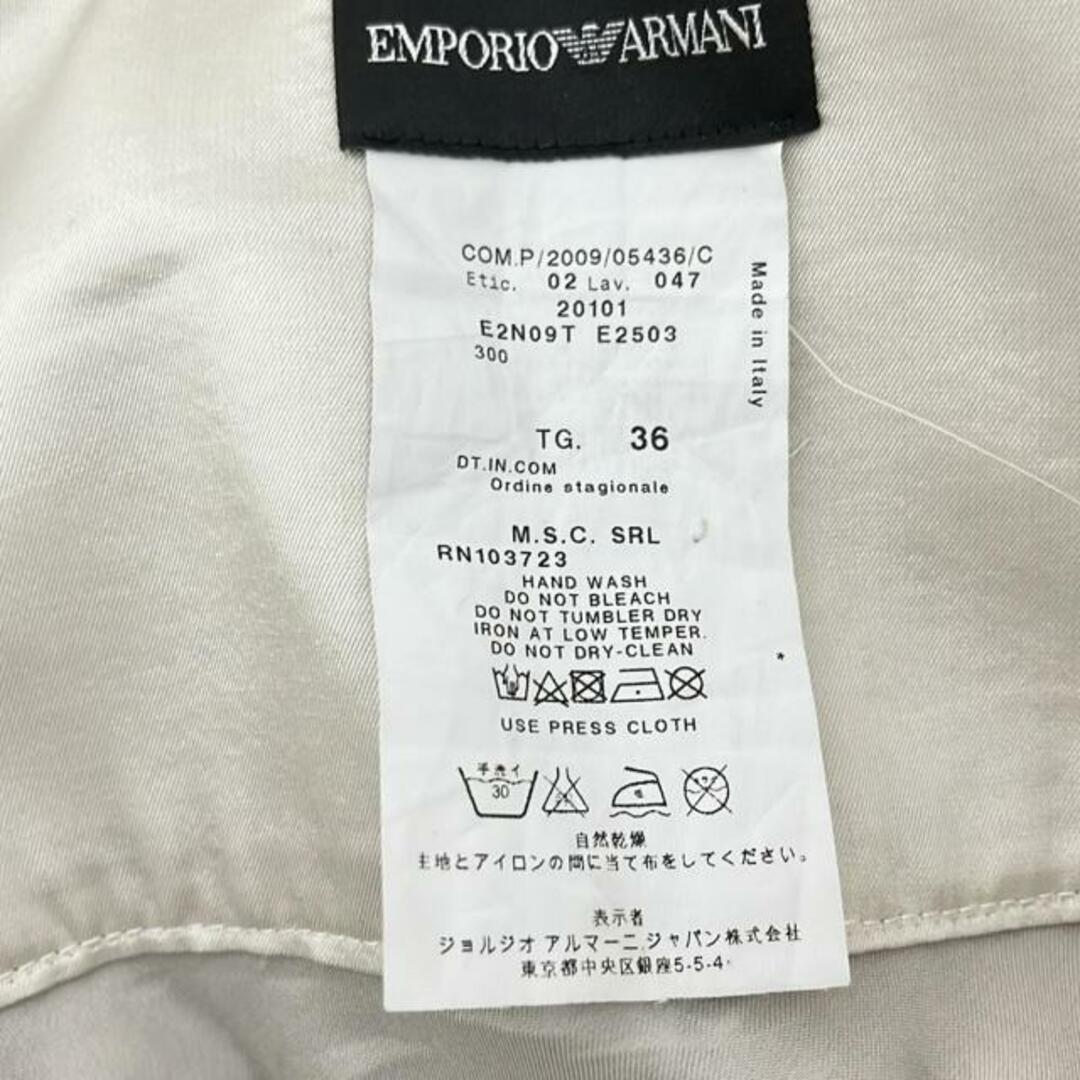 EMPORIO ARMANI
COM.P/2009/05436/C
Etic. 02 Lav. 047
20101
E2N09T E2503
300
Made in Italy
TG. 36
DT.IN.COM
Ordine stagionale
M.S.C. SRL
RN103723
HAND WASH
DO NOT BLEACH
DO NOT TUMBLER DRY
IRON AT LOW TEMPER.
DO NOT DRY-CLEAN
*
USE PRESS CLOTH
手洗イ
30
自然乾燥
生地とアイロンの間に当て布をしてください。
表示者
ジョルジオ アルマーニ ジャパン株式会社
東京都中央区銀座5-5-4